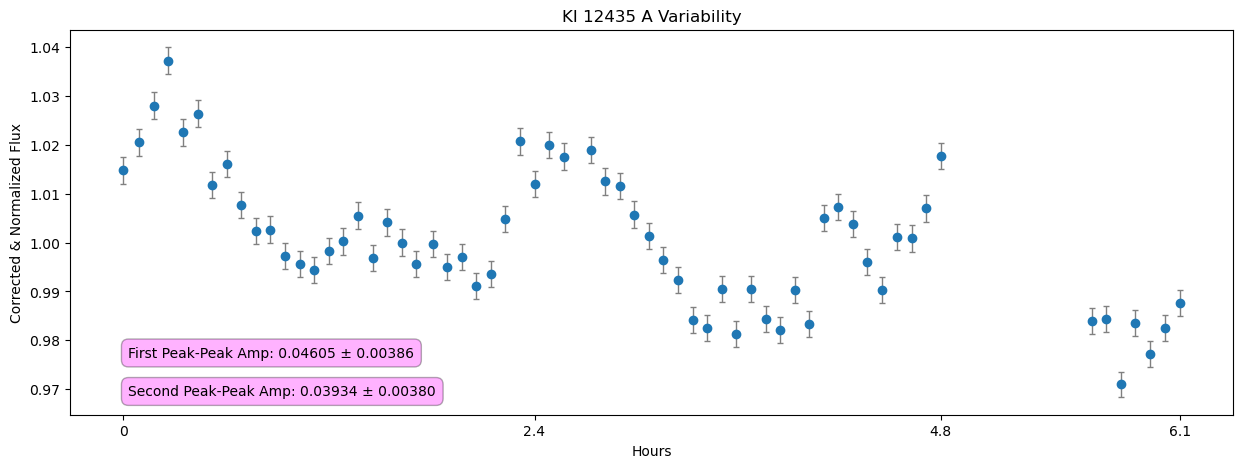 KI 12435 A Variability
Corrected & Normalized Flux
1.04
1.03
1.02
1.01
1.00
0.99
0.98
0.97
First Peak-Peak Amp: 0.04605 ± 0.00386
Second Peak-Peak Amp: 0.03934 ± 0.00380
0 2.4 4.8 6.1
Hours